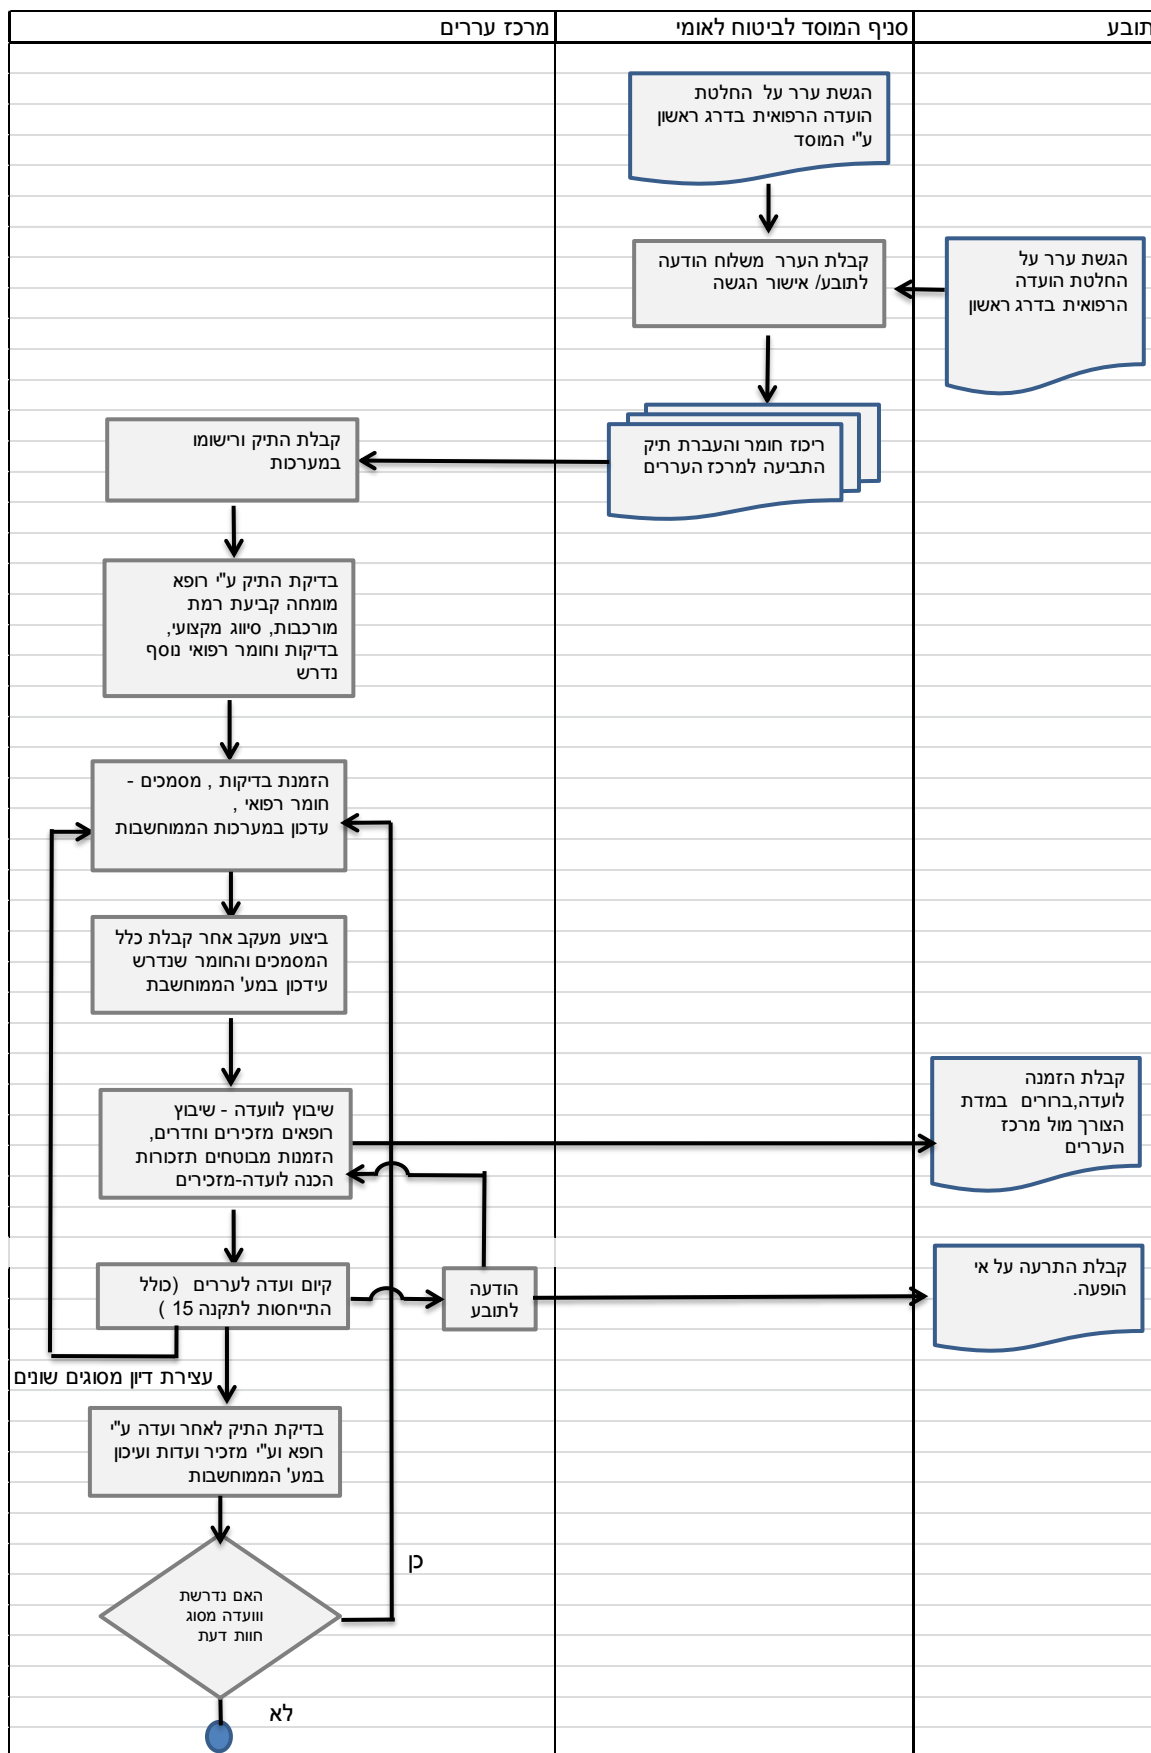 תובע
סניף המוסד לביטוח לאומי
מרכז עררים
הגשת ערר על החלטת
הועדה הרפואית בדרג ראשון
ע"י המוסד
הגשת ערר על
החלטת הועדה
הרפואית בדרג ראשון
קבלת הערר משלוח הודעה
לתובע/ אישור הגשה
ריכוז חומר והעברת תיק
התביעה למרכז העררים
קבלת התיק ורישומו
במערכות
בדיקת התיק ע"י רופא
מומחה קביעת רמת
מורכבות, סיווג מקצועי,
בדיקות וחומר רפואי נוסף
נדרש
הזמנת בדיקות , מסמכים -
חומר רפואי ,
עדכון במערכות הממוחשבות
ביצוע מעקב אחר קבלת כלל
המסמכים והחומר שנדרש
עידכון במע' הממוחשבת
שיבוץ לוועדה - שיבוץ
רופאים מזכירים וחדרים,
הזמנות מבוטחים תזכורות
הכנה לועדה-מזכירים
קבלת הזמנה
לועדה,ברורים במדת
הצורך מול מרכז
העררים
קיום ועדה לעררים (כולל
התייחסות לתקנה 15 )
הודעה
לתובע
קבלת התרעה על אי
הופעה.
עצירת דיון מסוגים שונים
בדיקת התיק לאחר ועדה ע"י
רופא וע"י מזכיר ועדות ועיכון
במע' הממוחשבות
האם נדרשת
וועדה מסוג
חוות דעת
כן
לא